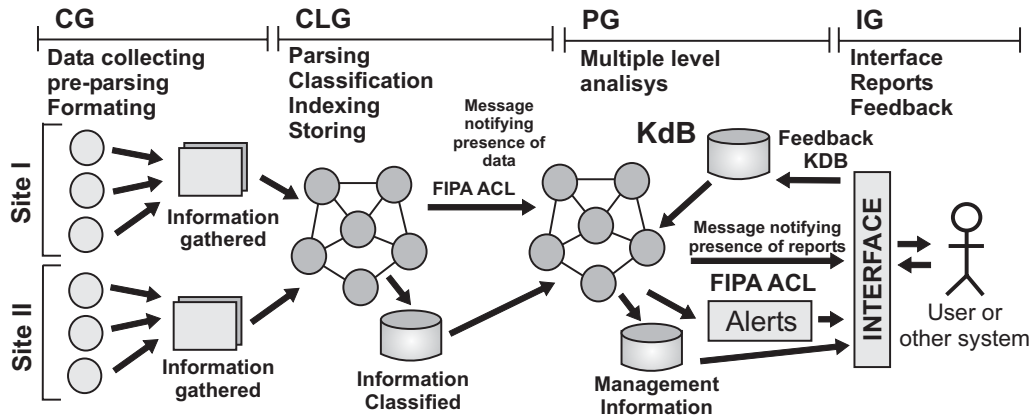 CG
CLG
PG
IG
Data collecting
pre-parsing
Formating
Parsing
Classification
Indexing
Storing
Multiple level
analisys
Interface
Reports
Feedback
Site I
Site II
Information
gathered
Information
gathered
Message
notifying
presence of
data
FIPA ACL
Information
Classified
KdB
Feedback
KDB
Message notifying
presence of reports
FIPA ACL
Alerts
Management
Information
INTERFACE
User or
other system